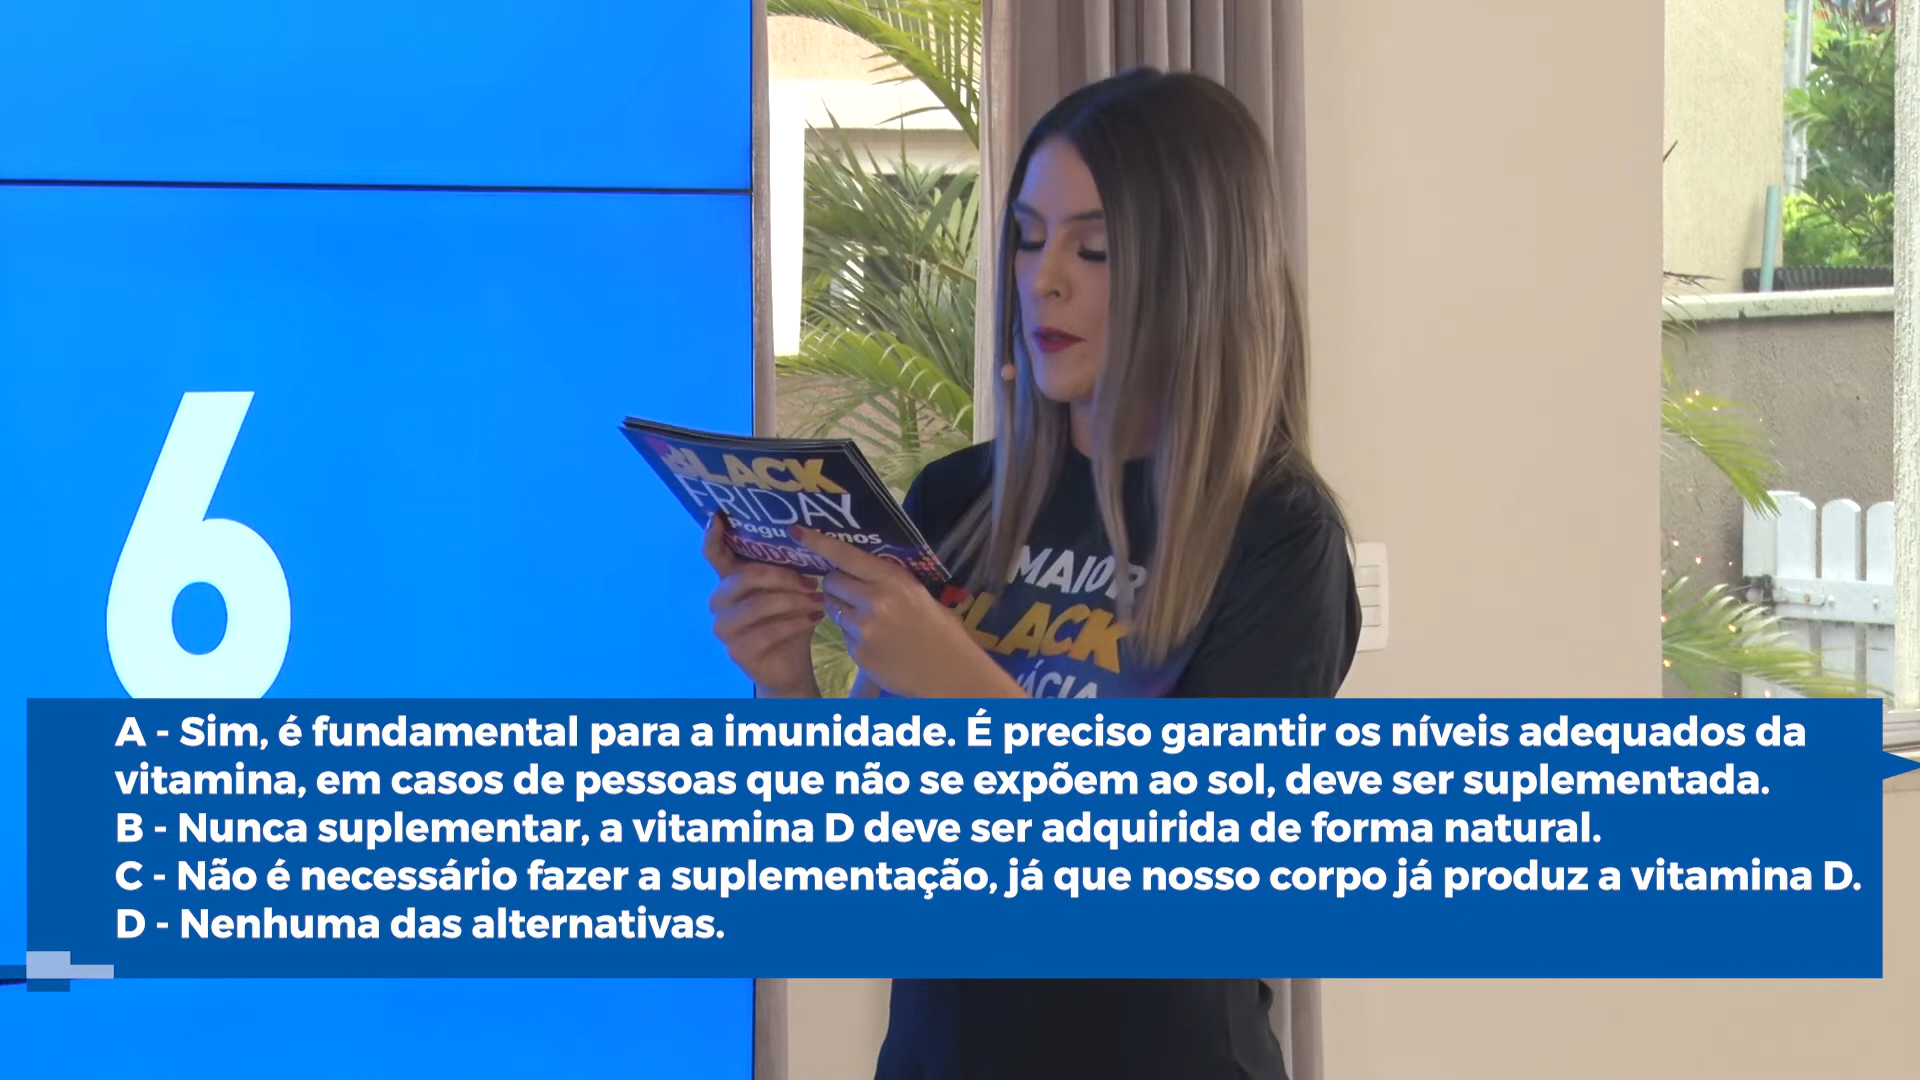 6
BLACK
FRIDAY
MAIOR
BLACK
A - Sim, é fundamental para a imunidade. É preciso garantir os níveis adequados da
vitamina, em casos de pessoas que não se expõem ao sol, deve ser suplementada.
B - Nunca suplementar, a vitamina D deve ser adquirida de forma natural.
C - Não é necessário fazer a suplementação, já que nosso corpo já produz a vitamina D.
D - Nenhuma das alternativas.